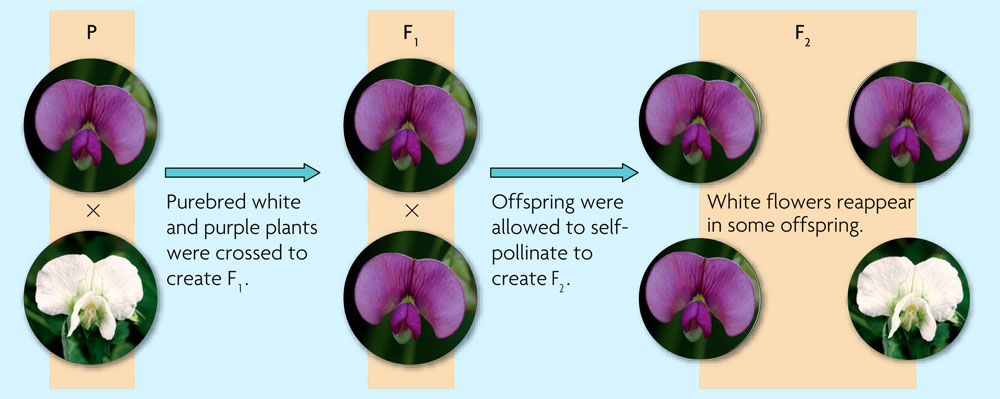 P
F₁
F₂
×
×
Purebred white
and purple plants
were crossed to
create F₁.
Offspring were
allowed to self-
pollinate to
create F₂.
White flowers reappear
in some offspring.